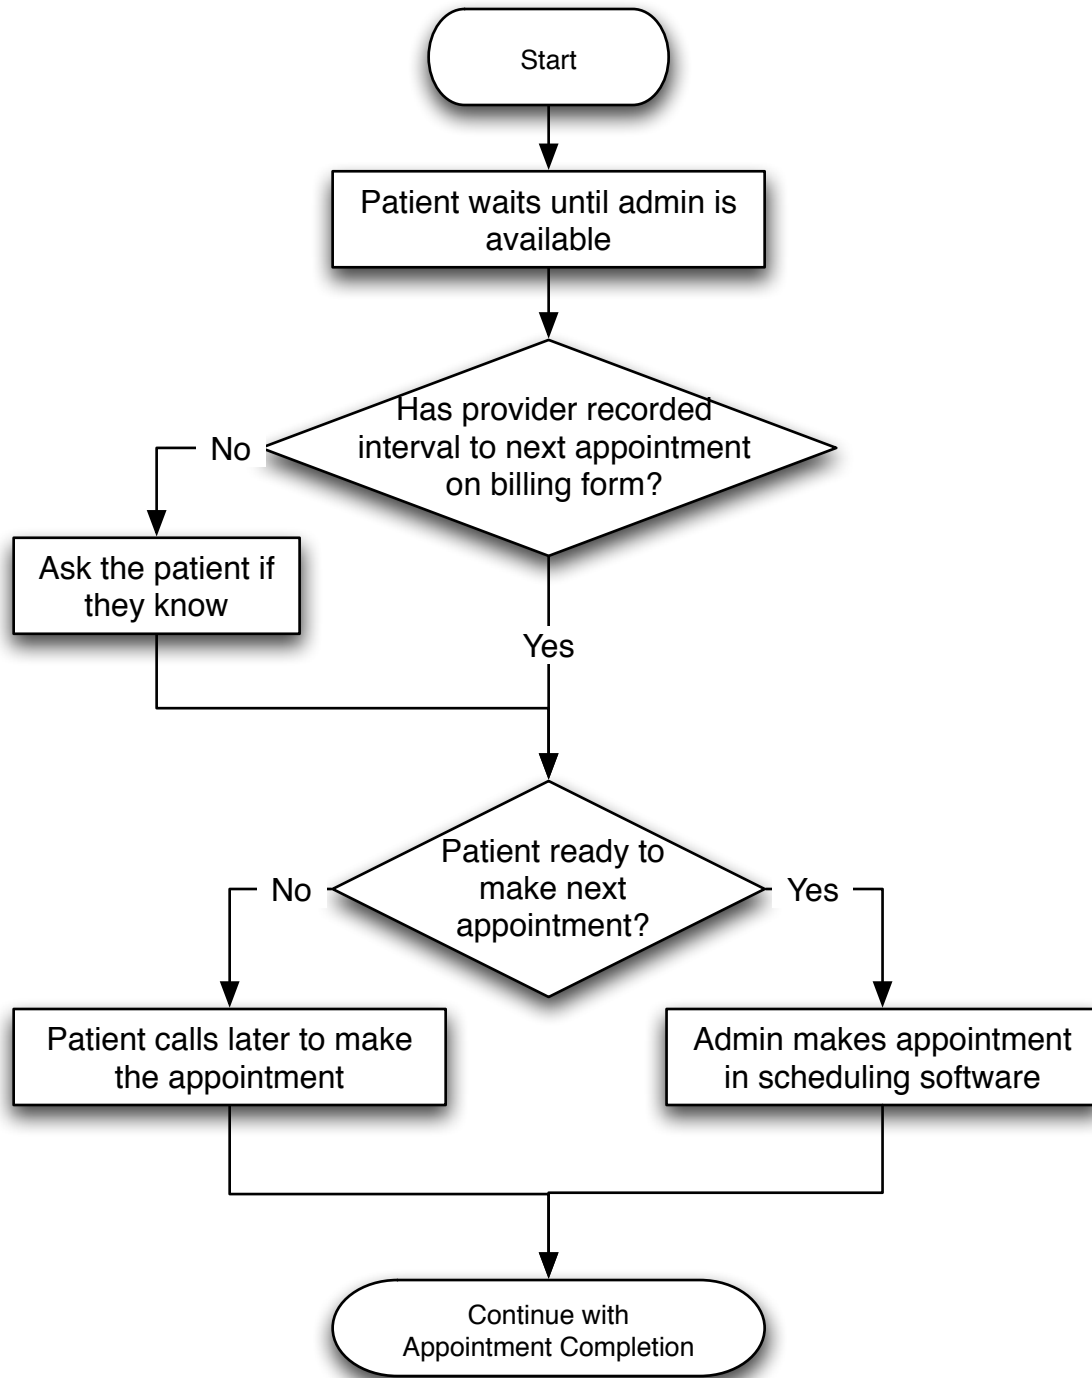 Start
Patient waits until admin is
available
Has provider recorded
interval to next appointment
on billing form?
No
Ask the patient if
they know
Yes
Patient ready to
make next
appointment?
No
Yes
Patient calls later to make
the appointment
Admin makes appointment
in scheduling software
Continue with
Appointment Completion